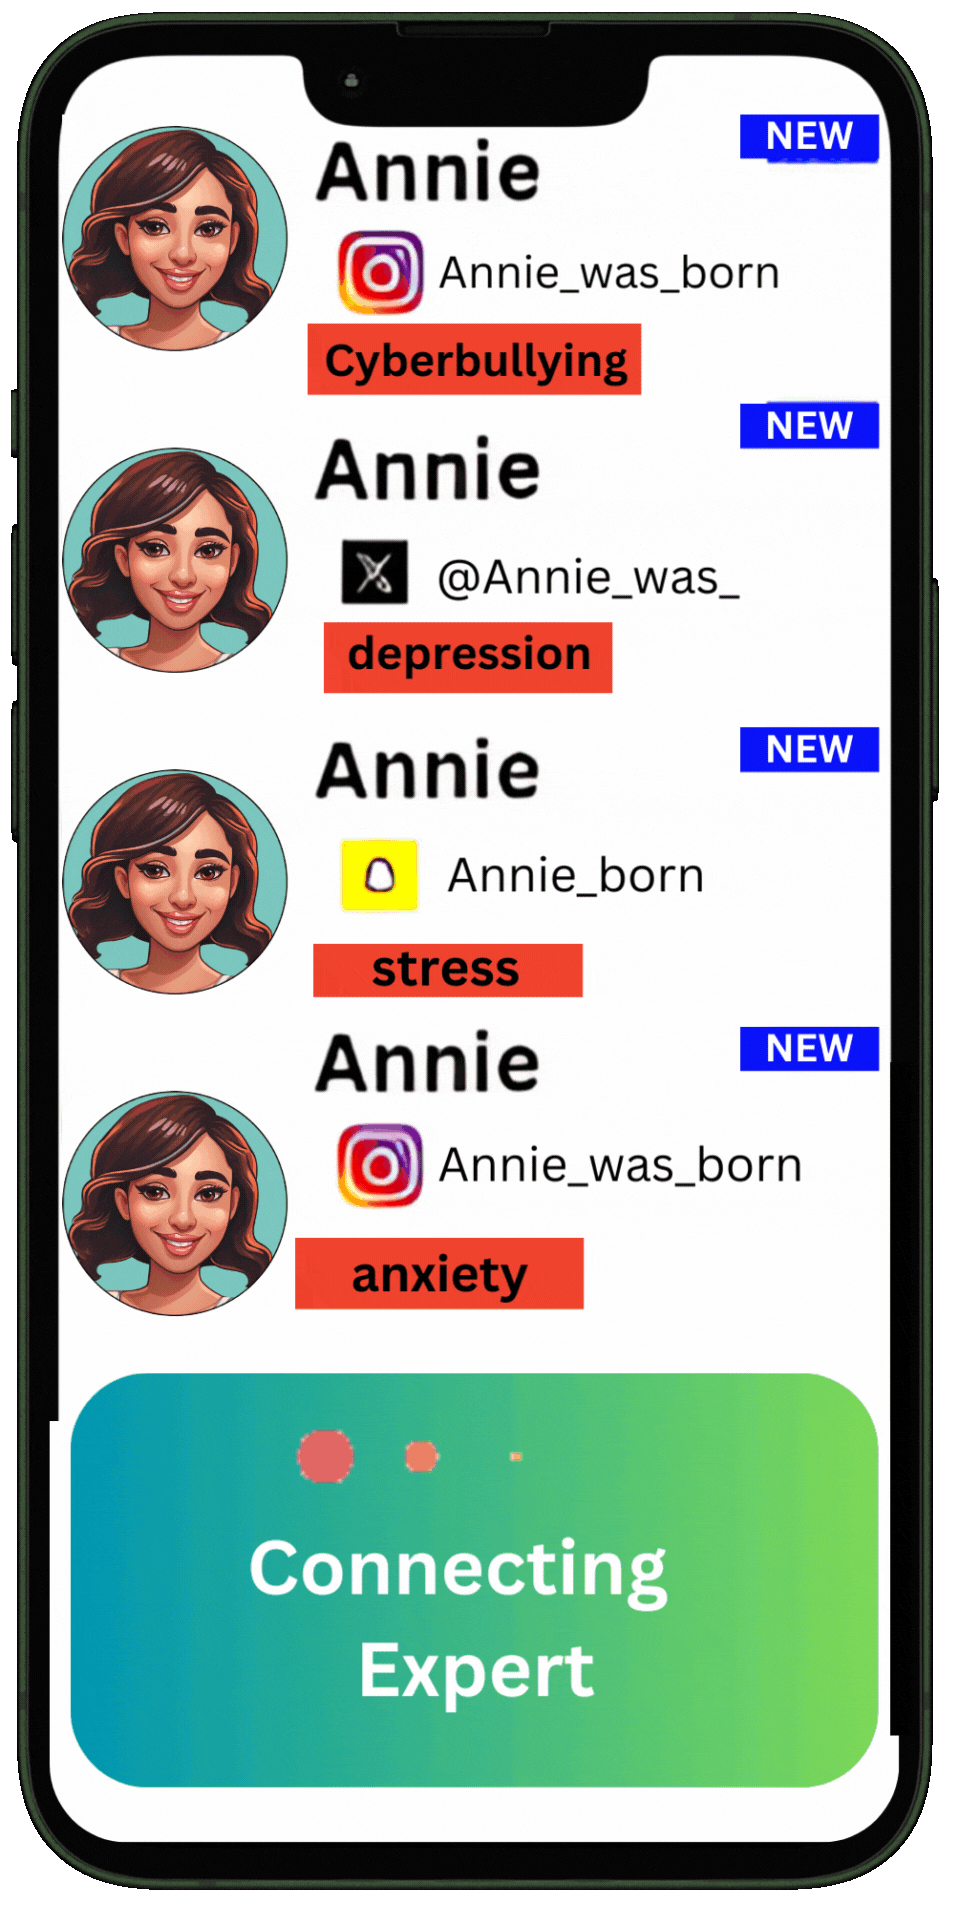 NEW
Annie
Annie_was_born
Cyberbullying
NEW
Annie
@Annie_was_
depression
NEW
Annie
Annie_born
stress
NEW
Annie
Annie_was_born
anxiety
Connecting
Expert